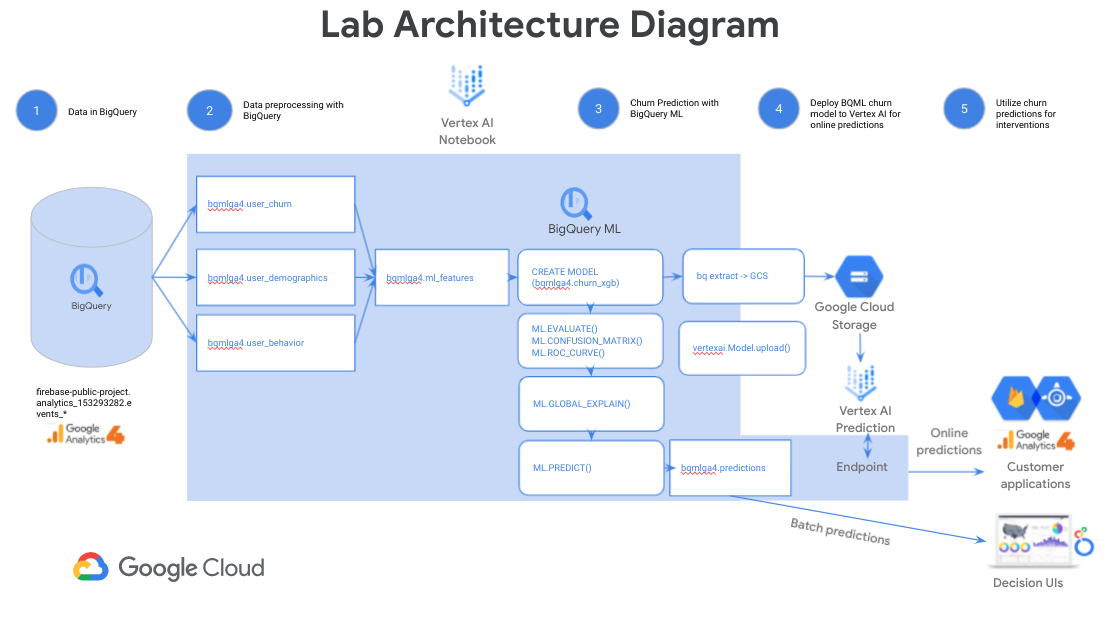 Lab Architecture Diagram
1
Data in BigQuery
2
Data preprocessing with
BigQuery
Vertex AI
Notebook
3
Churn Prediction with
BigQuery ML
4
Deploy BQML churn
model to Vertex AI for
online predictions
5
Utilize churn
predictions for
interventions
BigQuery
firebase-public-project.
analytics_153293282.e
vents_*
Google
Analytics 4
bqmlga4.user_churn
bqmlga4.user_demographics
bqmlga4.user_behavior
bqmlga4.ml_features
BigQuery ML
CREATE MODEL
(bqmlga4.churn_xgb)
ML.EVALUATE()
ML.CONFUSION_MATRIX()
ML.ROC_CURVE()
ML.GLOBAL_EXPLAIN()
ML.PREDICT()
bqmlga4.predictions
bq extract -> GCS
vertexai.Model.upload()
Google Cloud
Storage
Vertex AI
Prediction
Endpoint
Online
predictions
Google
Analytics 4
Customer
applications
Batch predictions
Decision UIs
Google Cloud